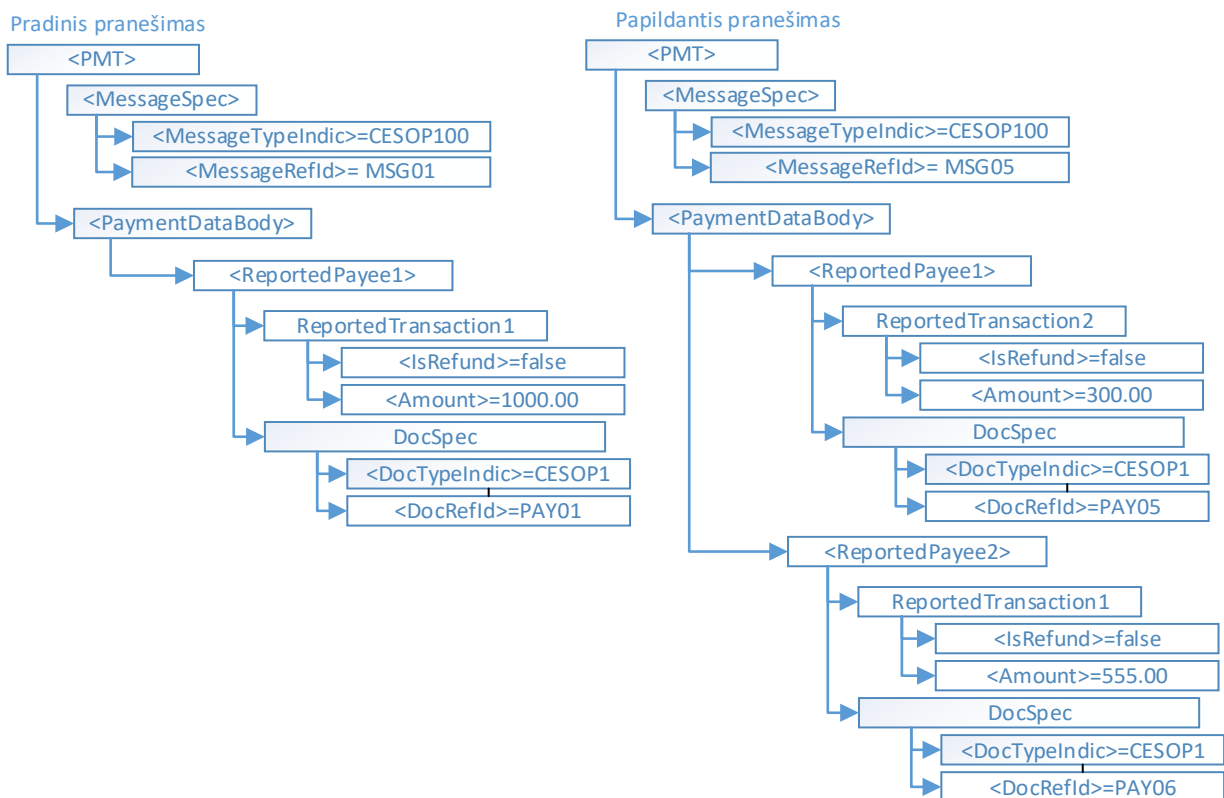 Pradinis pranešimas
<PMT>
<MessageSpec>
<MessageTypeIndic>=CESOP100
<MessageRefId>= MSG01
<PaymentDataBody>
<ReportedPayee1>
ReportedTransaction1
<IsRefund>=false
<Amount>=1000.00
DocSpec
<DocTypeIndic>=CESOP1
<DocRefId>=PAY01
Papildantis pranešimas
<PMT>
<MessageSpec>
<MessageTypeIndic>=CESOP100
<MessageRefId>= MSG05
<PaymentDataBody>
<ReportedPayee1>
ReportedTransaction2
<IsRefund>=false
<Amount>=300.00
DocSpec
<DocTypeIndic>=CESOP1
<DocRefId>=PAY05
<ReportedPayee2>
ReportedTransaction1
<IsRefund>=false
<Amount>=555.00
DocSpec
<DocTypeIndic>=CESOP1
<DocRefId>=PAY06